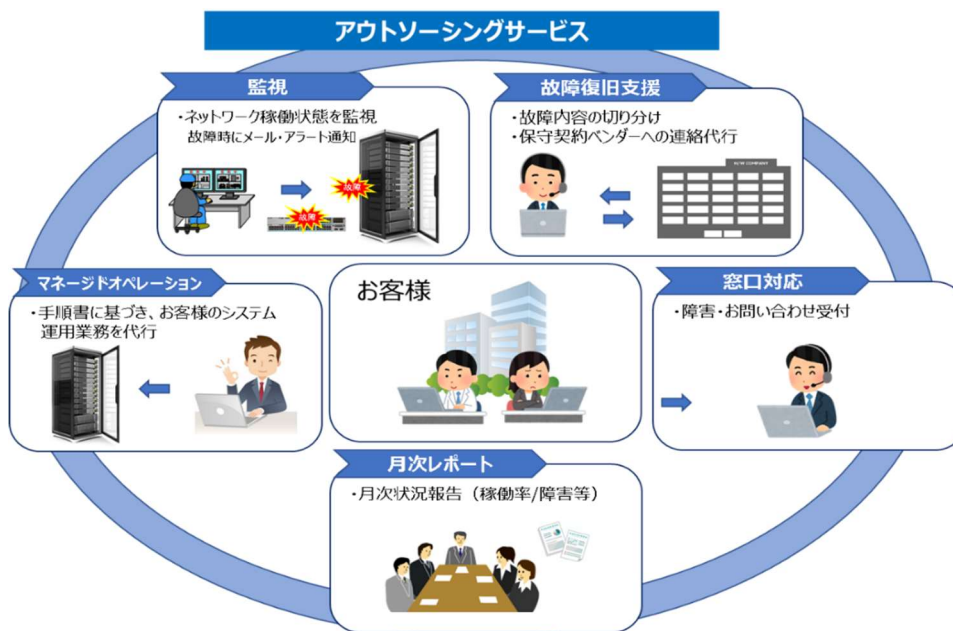 アウトソーシングサービス
監視
・ネットワーク稼働状態を監視
故障時にメール・アラート通知
故障
故障
故障復旧支援
・故障内容の切り分け
・保守契約ベンダーへの連絡代行
マネージドオペレーション
・手順書に基づき、お客様のシステム
運用業務を代行
お客様
窓口対応
・障害・お問い合わせ受付
月次レポート
・月次状況報告（稼働率/障害等）